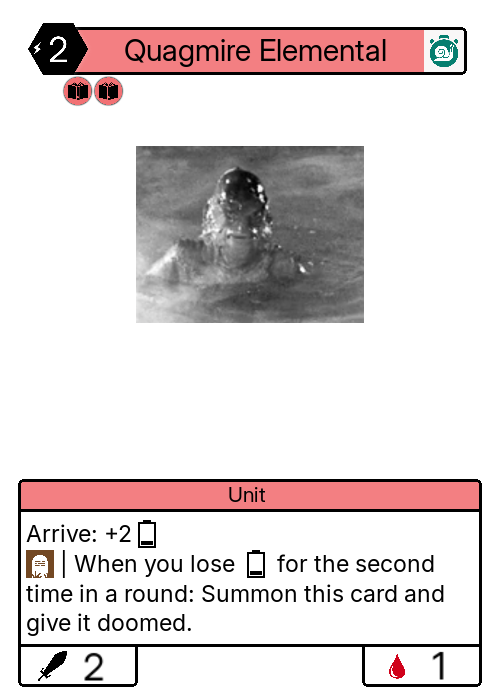 2
Quagmire Elemental
Unit
Arrive: +2
| When you lose for the second
time in a round: Summon this card and
give it doomed.
2
1